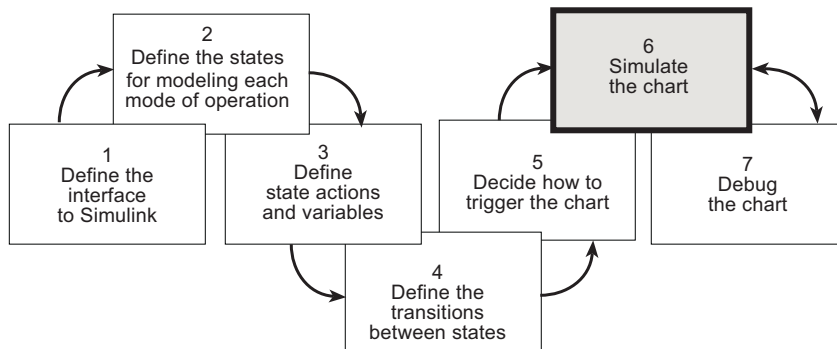 1
Define the
interface
to Simulink
2
Define the states
for modeling each
mode of operation
3
Define
state actions
and variables
4
Define the
transitions
between states
5
Decide how to
trigger the chart
6
Simulate
the chart
7
Debug
the chart